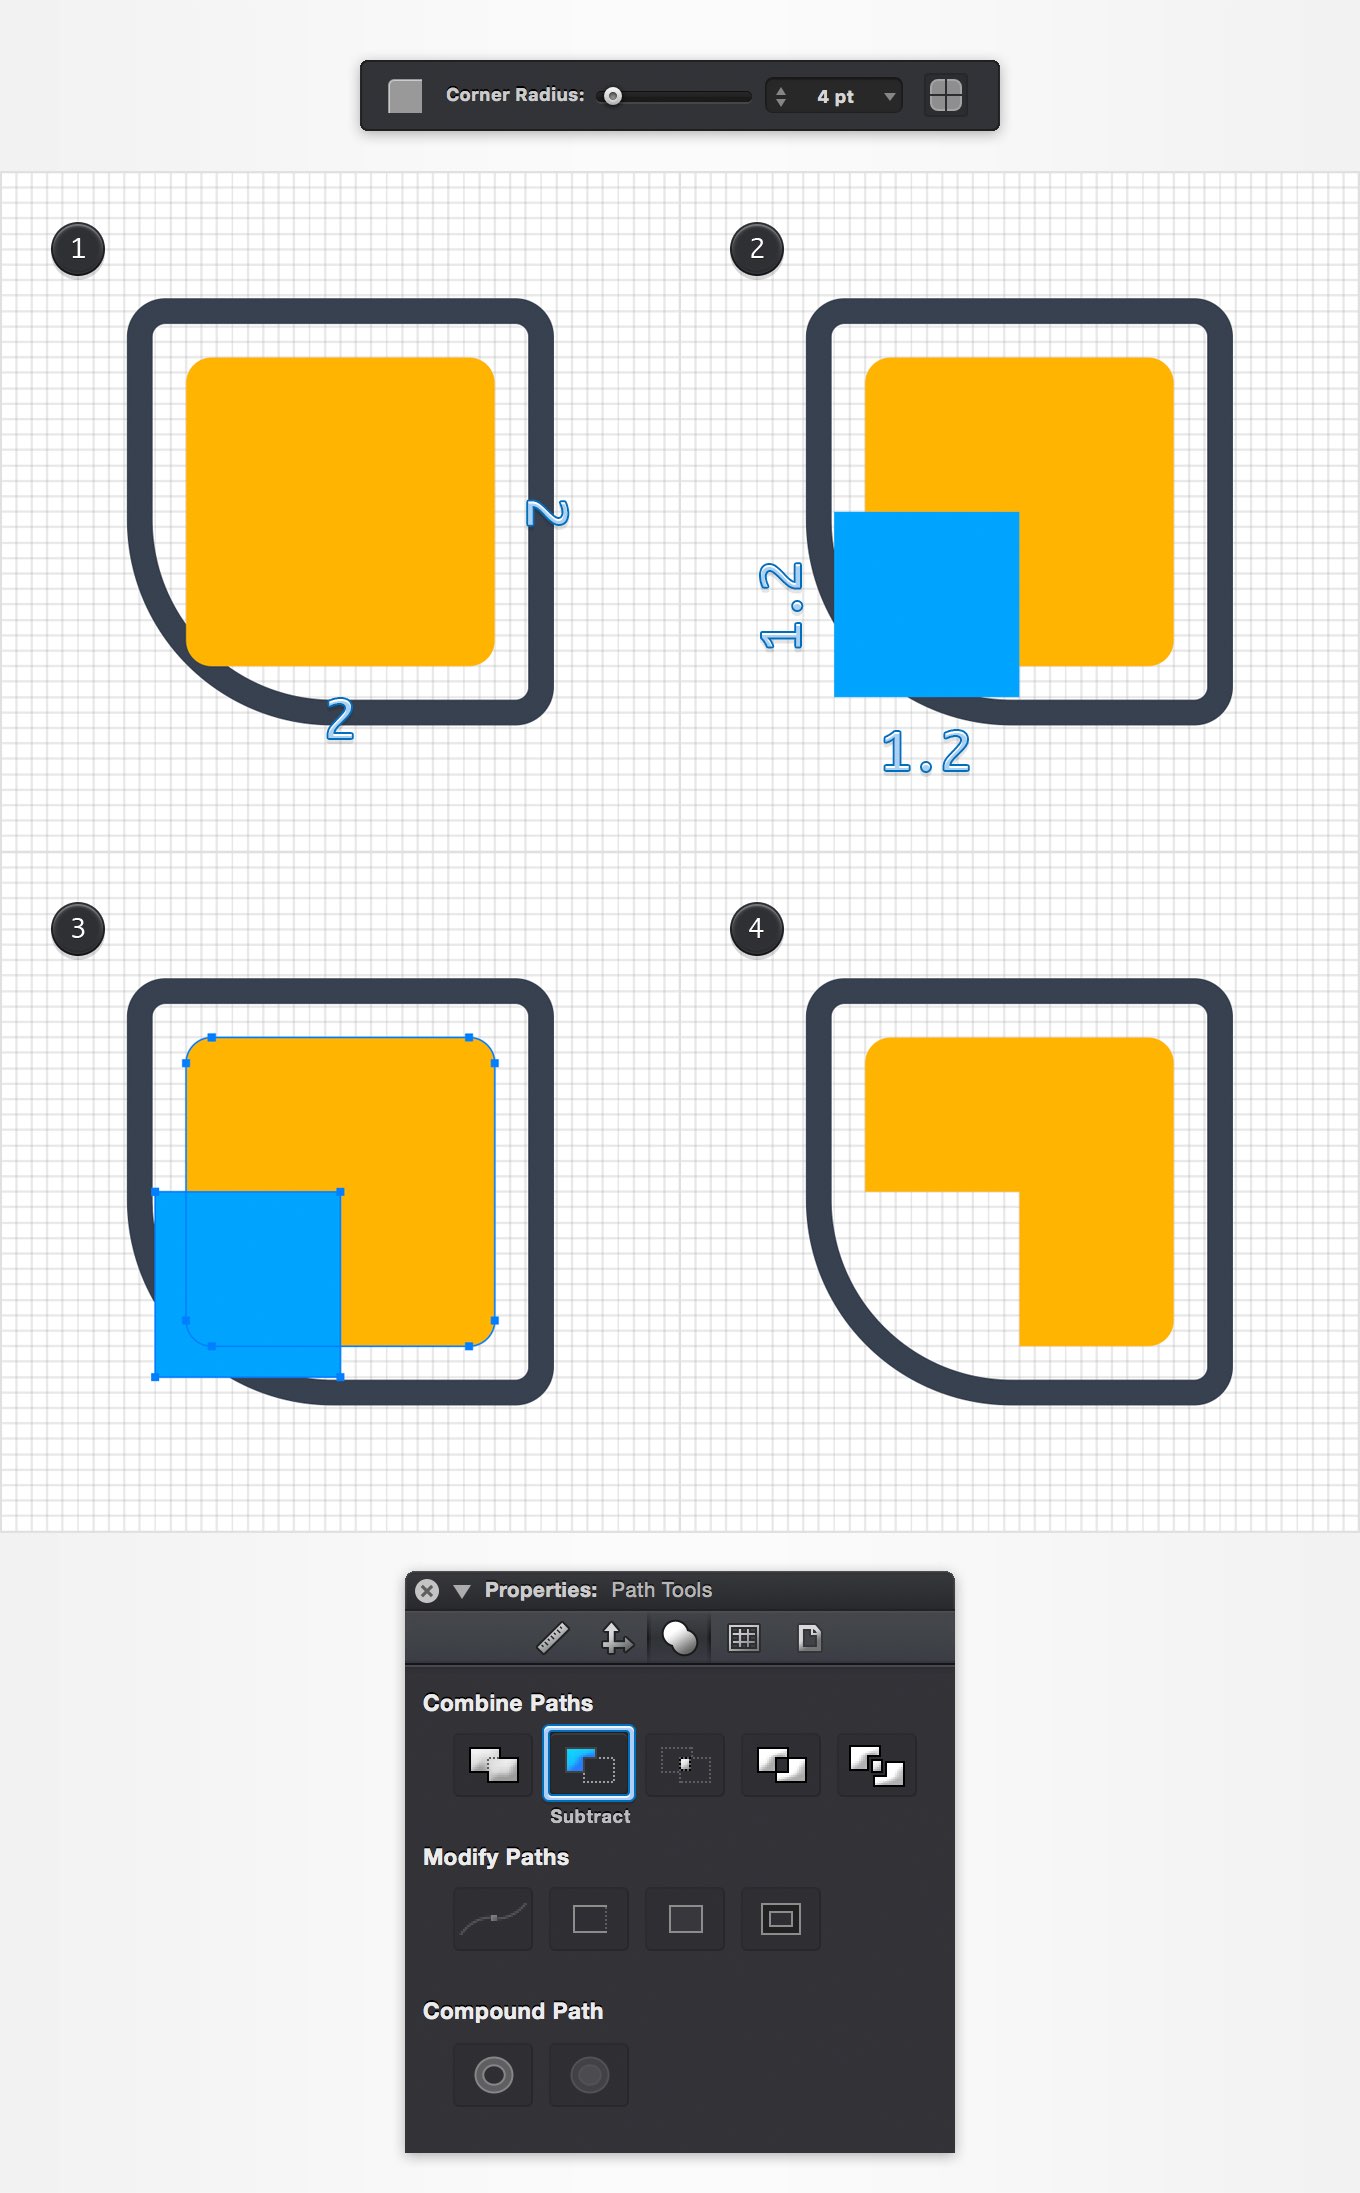 Corner Radius: 4 pt
1
2
2
2
1.2
1.2
3
4
Properties: Path Tools
Combine Paths
Subtract
Modify Paths
Compound Path